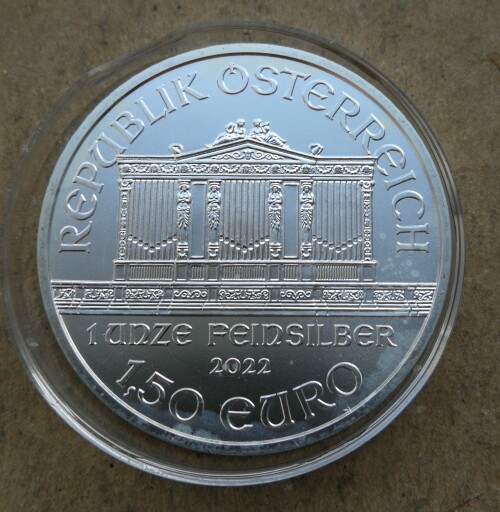 REPUBLIK ÖSTERREICH
1 UNZE FEINSILBER
2022
1,50 EURO